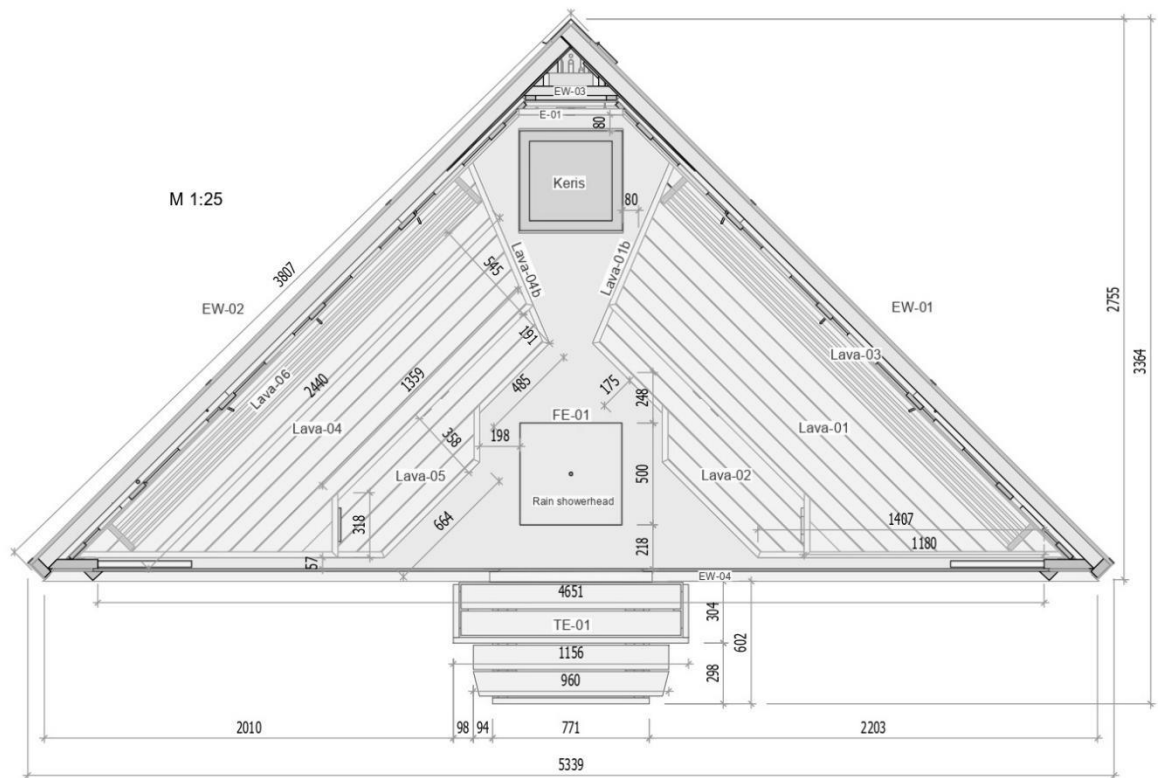 EW-03
E-01
80
Keris
M 1:25
80
545
Lava-04b
Lava-01b
3807
EW-02
EW-01
2755
3364
191
Lava-03
Lava-06
2440
1359
485
175
248
FE-01
Lava-04
358
198
Lava-01
Lava-05
Lava-02
500
Rain showerhead
318
664
1407
218
1180
57
EW-04
4651
304
TE-01
602
1156
298
960
2010
98
94
771
2203
5339